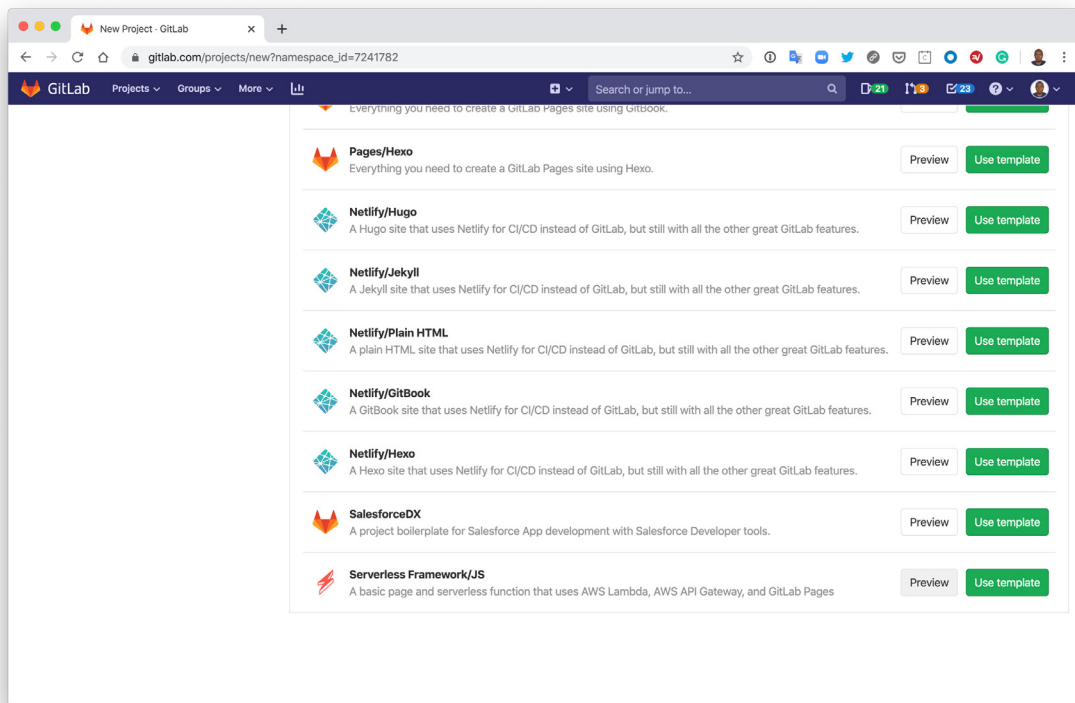 New Project · GitLab
gitlab.com/projects/new?namespace_id=7241782
GitLab Projects Groups More Search or jump to... 21 3 23
Everything you need to create a GitLab Pages site using GitBook.
Pages/Hexo
Everything you need to create a GitLab Pages site using Hexo.
Preview Use template
Netlify/Hugo
A Hugo site that uses Netlify for CI/CD instead of GitLab, but still with all the other great GitLab features.
Preview Use template
Netlify/Jekyll
A Jekyll site that uses Netlify for CI/CD instead of GitLab, but still with all the other great GitLab features.
Preview Use template
Netlify/Plain HTML
A plain HTML site that uses Netlify for CI/CD instead of GitLab, but still with all the other great GitLab features.
Preview Use template
Netlify/GitBook
A GitBook site that uses Netlify for CI/CD instead of GitLab, but still with all the other great GitLab features.
Preview Use template
Netlify/Hexo
A Hexo site that uses Netlify for CI/CD instead of GitLab, but still with all the other great GitLab features.
Preview Use template
SalesforceDX
A project boilerplate for Salesforce App development with Salesforce Developer tools.
Preview Use template
Serverless Framework/JS
A basic page and serverless function that uses AWS Lambda, AWS API Gateway, and GitLab Pages
Preview Use template